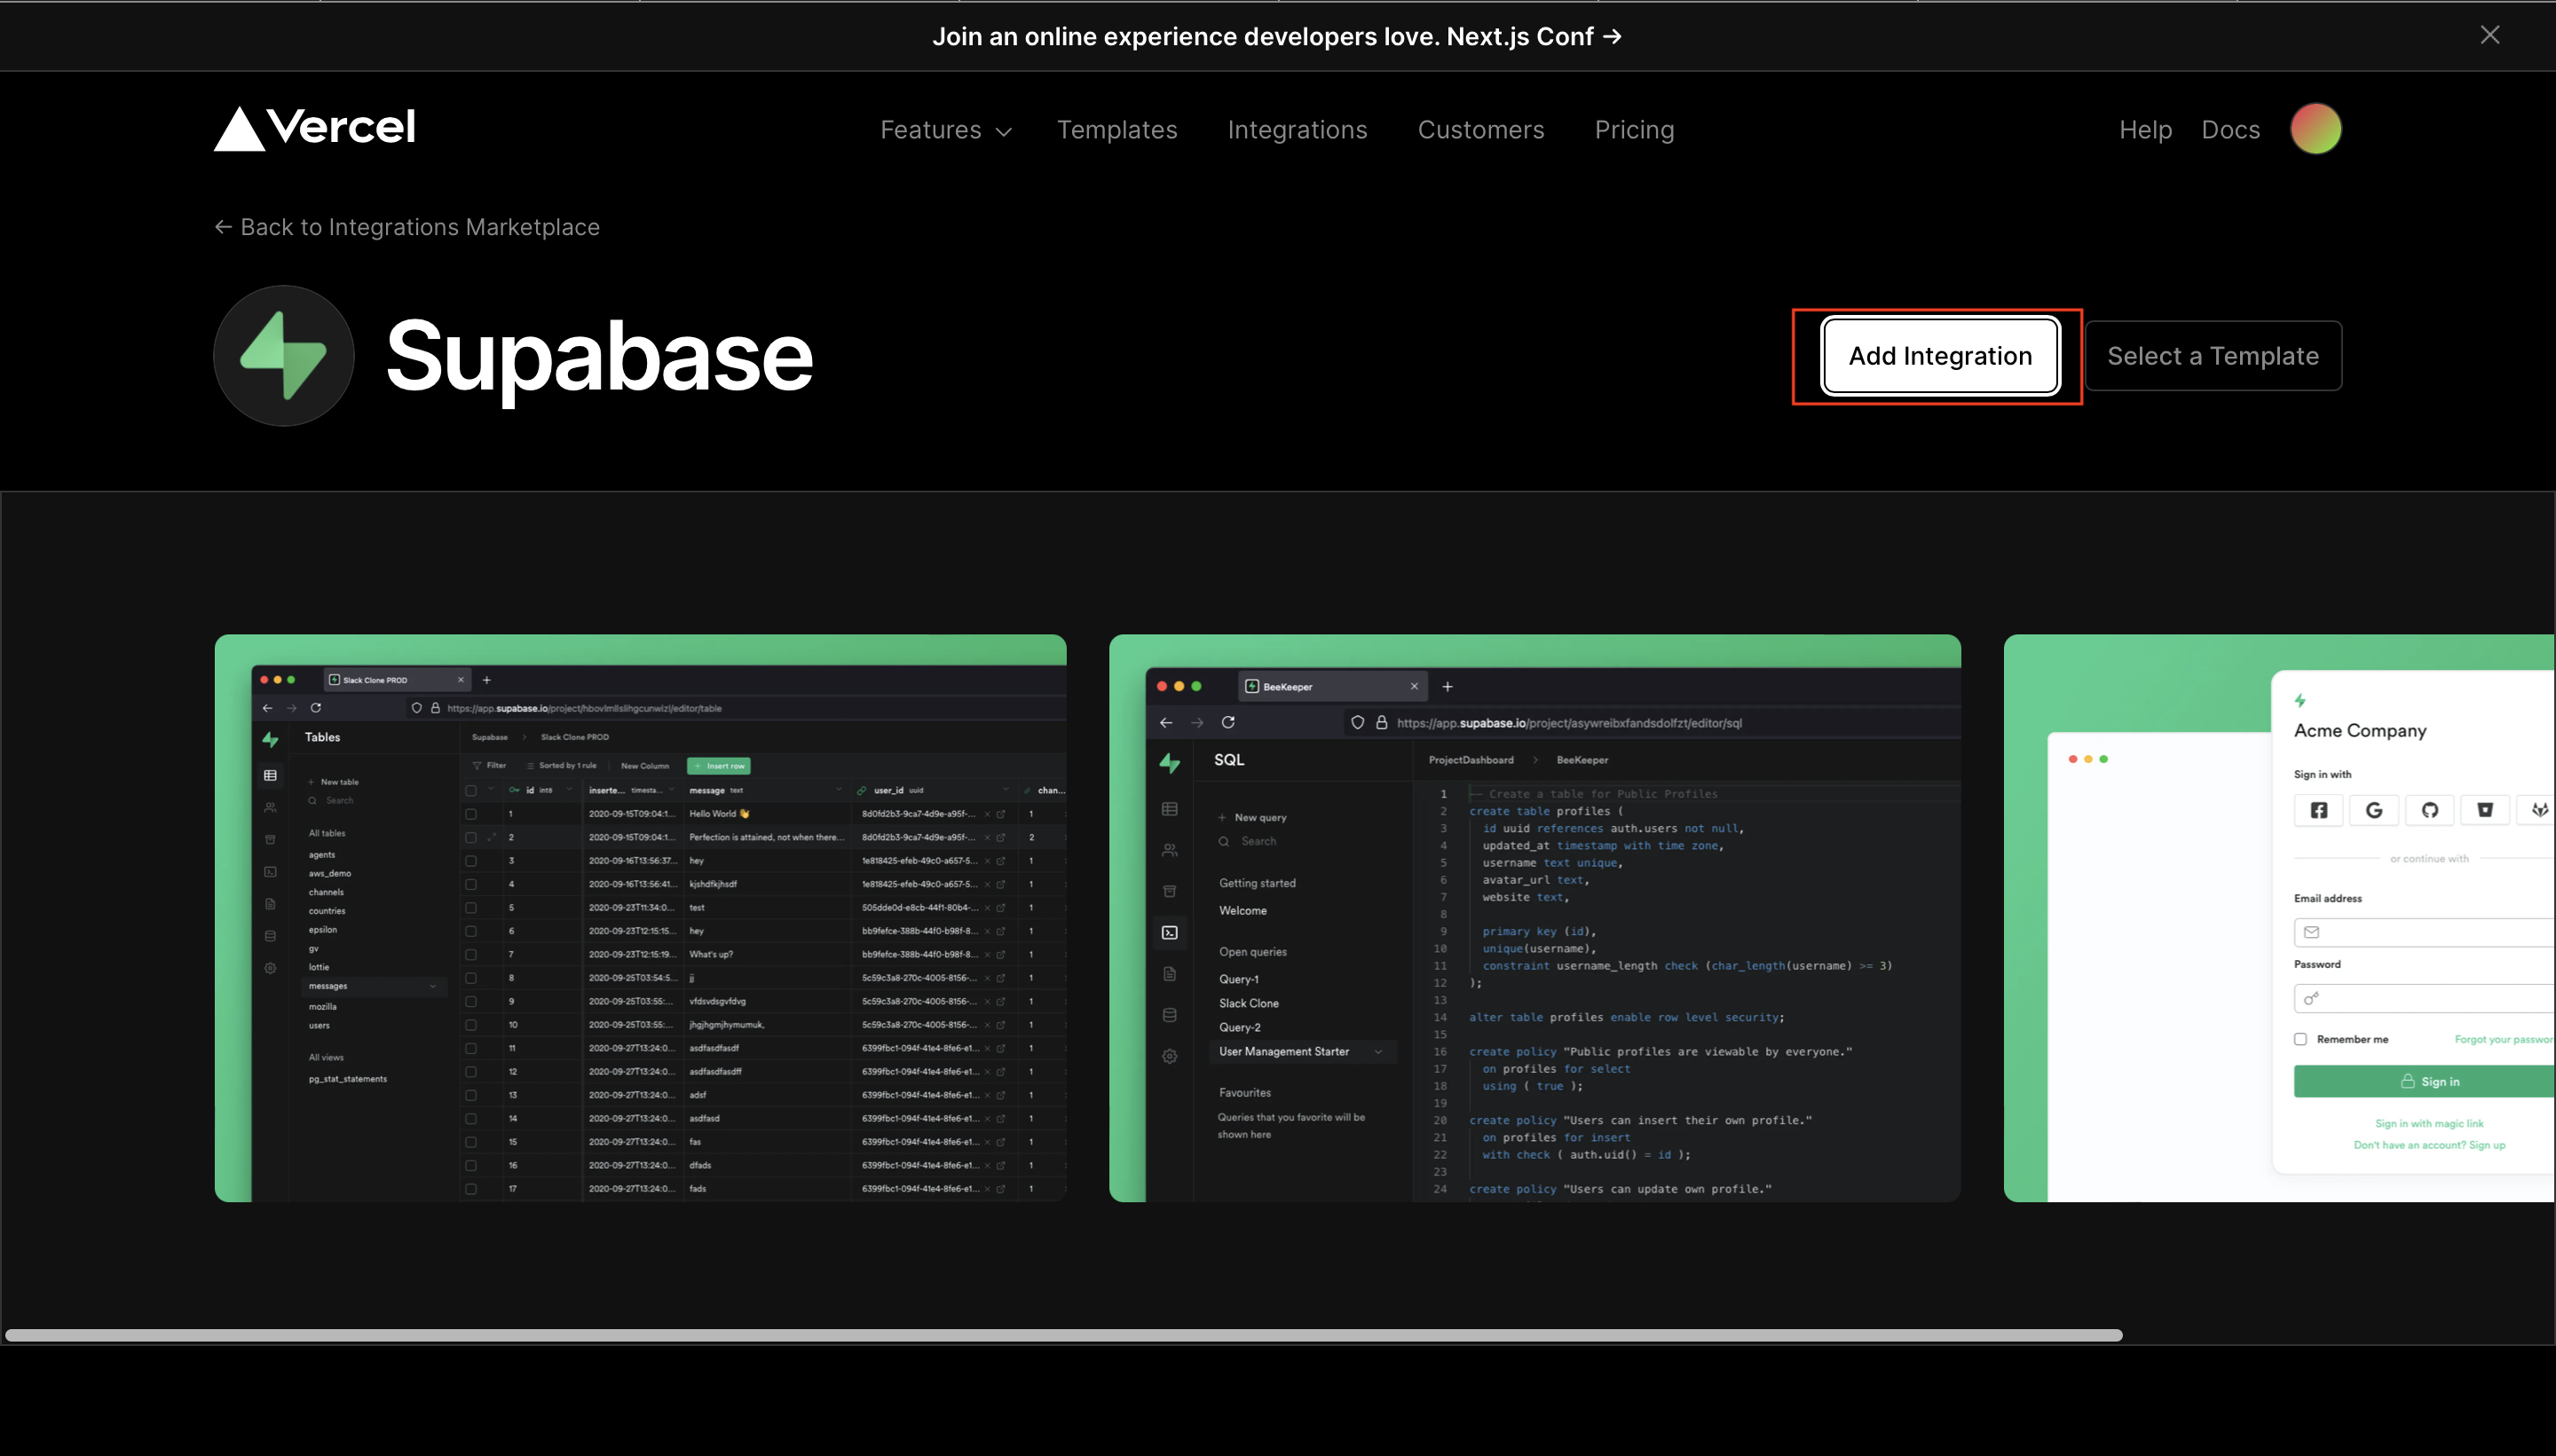 Join an online experience developers love. Next.js Conf →
Vercel
Features Templates Integrations Customers Pricing
Help Docs
← Back to Integrations Marketplace
Supabase
Add Integration
Select a Template
Slack Clone PROD
https://app.supabase.io/project/hbovlmllslihgcunwizl/editor/table
Tables
Supabase > Slack Clone PROD
+ New table
Search
All tables
agents
aws_demo
channels
countries
epsilon
gv
lottie
messages
mozilla
users
All views
pg_stat_statements
Filter Sorted by 1 rule New Column + Insert row
id int8 inserte... timesta... message text user_id uuid chan...
1 2020-09-15T09:04:1... Hello World 👋 8d0fd2b3-9ca7-4d9e-a95f-... 1
2 2020-09-15T09:04:1... Perfection is attained, not when there... 8d0fd2b3-9ca7-4d9e-a95f-... 2
3 2020-09-16T13:56:37... hey 1e818425-efeb-49c0-a657-5... 1
4 2020-09-16T13:56:41... kjshdfkjhsdf 1e818425-efeb-49c0-a657-5... 1
5 2020-09-23T11:34:0... test 505dde0d-e8cb-44f1-80b4-... 1
6 2020-09-23T12:15:15... hey bb9fefce-388b-44f0-b98f-8... 1
7 2020-09-23T12:15:19... What's up? bb9fefce-388b-44f0-b98f-8... 1
8 2020-09-25T03:54:5... jj 5c59c3a8-270c-4005-8156-... 1
9 2020-09-25T03:55:... vfdsvdsgvfdvg 5c59c3a8-270c-4005-8156-... 1
10 2020-09-25T03:55:... jhgjhgmjhymumuk, 5c59c3a8-270c-4005-8156-... 1
11 2020-09-27T13:24:0... asdfasdfasdf 6399fbc1-094f-41e4-8fe6-e1... 1
12 2020-09-27T13:24:0... asdfasdfasdff 6399fbc1-094f-41e4-8fe6-e1... 1
13 2020-09-27T13:24:0... adsf 6399fbc1-094f-41e4-8fe6-e1... 1
14 2020-09-27T13:24:0... asdfasd 6399fbc1-094f-41e4-8fe6-e1... 1
15 2020-09-27T13:24:0... fas 6399fbc1-094f-41e4-8fe6-e1... 1
16 2020-09-27T13:24:0... dfads 6399fbc1-094f-41e4-8fe6-e1... 1
17 2020-09-27T13:24:0... fads 6399fbc1-094f-41e4-8fe6-e1... 1
BeeKeeper
https://app.supabase.io/project/asywreibxfandsdolfzt/editor/sql
SQL
ProjectDashboard > BeeKeeper
+ New query
Search
Getting started
Welcome
Open queries
Query-1
Slack Clone
Query-2
User Management Starter
Favourites
Queries that you favorite will be
shown here
1 -- Create a table for Public Profiles
2 create table profiles (
3 id uuid references auth.users not null,
4 updated_at timestamp with time zone,
5 username text unique,
6 avatar_url text,
7 website text,
8
9 primary key (id),
10 unique(username),
11 constraint username_length check (char_length(username) >= 3)
12 );
13
14 alter table profiles enable row level security;
15
16 create policy "Public profiles are viewable by everyone."
17 on profiles for select
18 using ( true );
19
20 create policy "Users can insert their own profile."
21 on profiles for insert
22 with check ( auth.uid() = id );
23
24 create policy "Users can update own profile."
Acme Company
Sign in with
or continue with
Email address
Password
Remember me
Forgot your passwor
Sign in
Sign in with magic link
Don't have an account? Sign up